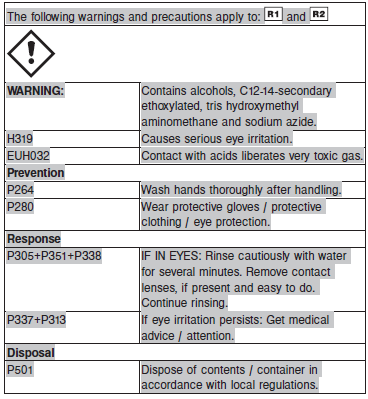 The following warnings and precautions apply to: R1 and R2
WARNING: Contains alcohols, C12-14-secondary
ethoxylated, tris hydroxymethyl
aminomethane and sodium azide.
H319 Causes serious eye irritation.
EUH032 Contact with acids liberates very toxic gas.
Prevention
P264 Wash hands thoroughly after handling.
P280 Wear protective gloves / protective
clothing / eye protection.
Response
P305+P351+P338 IF IN EYES: Rinse cautiously with water
for several minutes. Remove contact
lenses, if present and easy to do.
Continue rinsing.
P337+P313 If eye irritation persists: Get medical
advice / attention.
Disposal
P501 Dispose of contents / container in
accordance with local regulations.